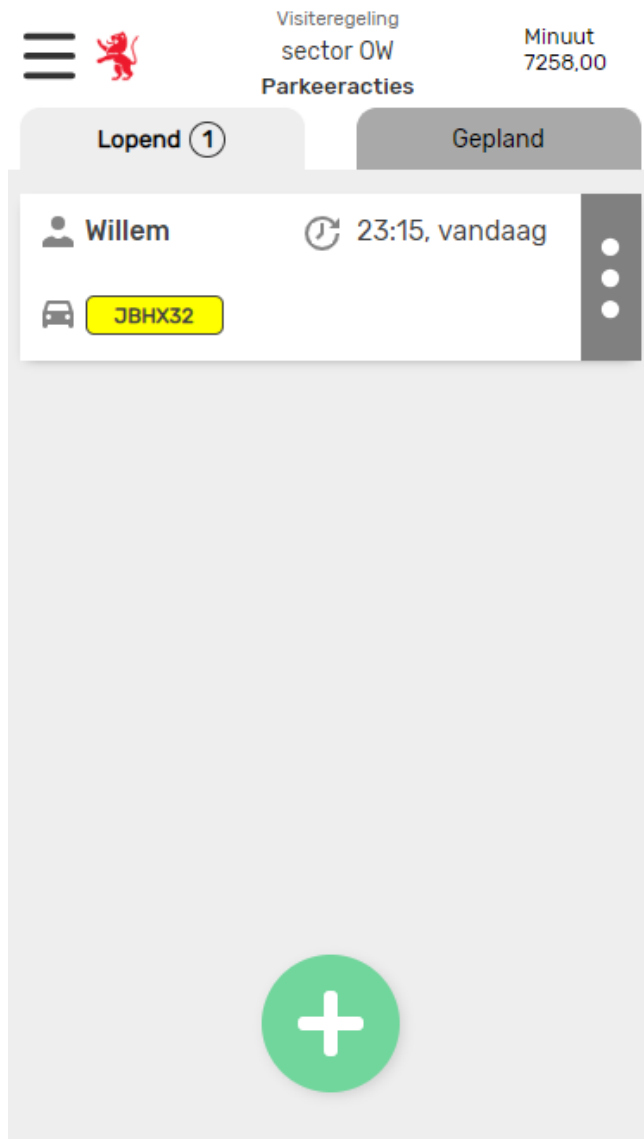 Visiteregeling
sector OW
Parkeeracties
Minuut
7258,00
Lopend 1
Gepland
Willem
23:15, vandaag
JBHX32